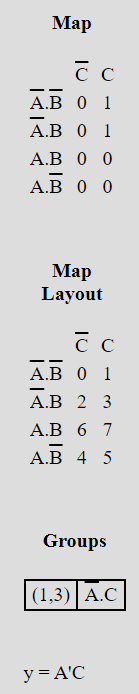 Map
C̅ C
A̅.B̅ 0 1
A̅.B 0 1
A.B 0 0
A.B̅ 0 0
Map
Layout
C̅ C
A̅.B̅ 0 1
A̅.B 2 3
A.B 6 7
A.B̅ 4 5
Groups
(1,3) A̅.C
y = A'C